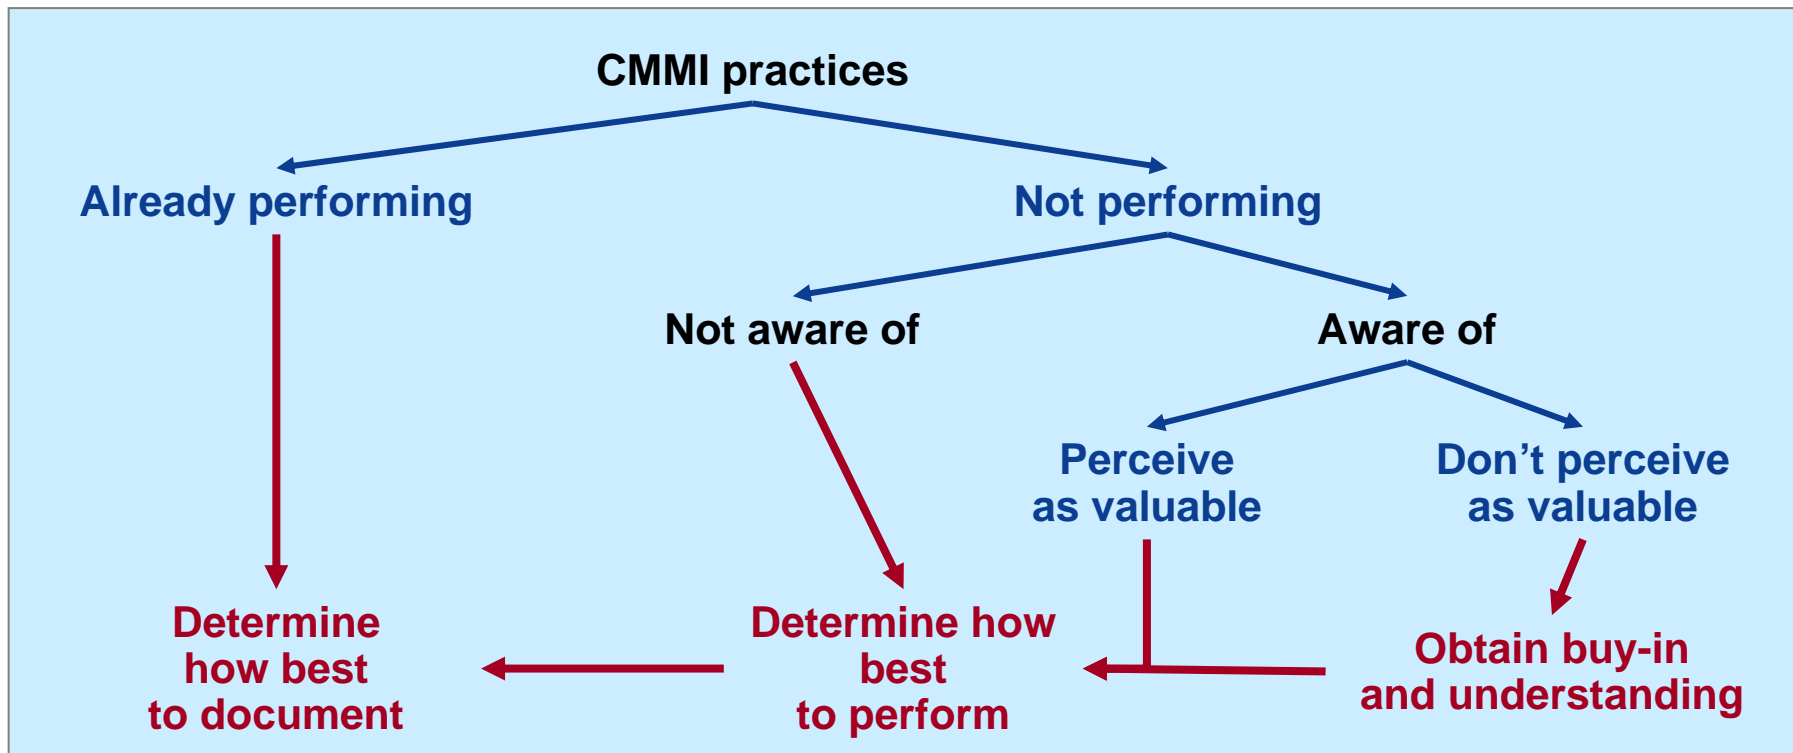 CMMI practices
Already performing
Not performing
Not aware of
Aware of
Perceive
as valuable
Don’t perceive
as valuable
Determine
how best
to document
Determine how
best
to perform
Obtain buy-in
and understanding